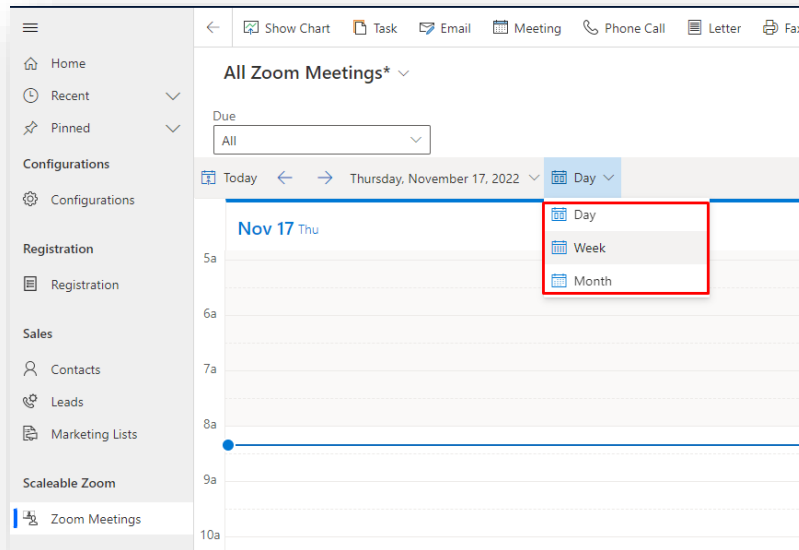 Show Chart Task Email Meeting Phone Call Letter Fax
Home
Recent
Pinned
Configurations
Configurations
Registration
Registration
Sales
Contacts
Leads
Marketing Lists
Scaleable Zoom
Zoom Meetings
All Zoom Meetings*
Due
All
Today Thursday, November 17, 2022 Day
Day
Week
Month
Nov 17 Thu
5a
6a
7a
8a
9a
10a